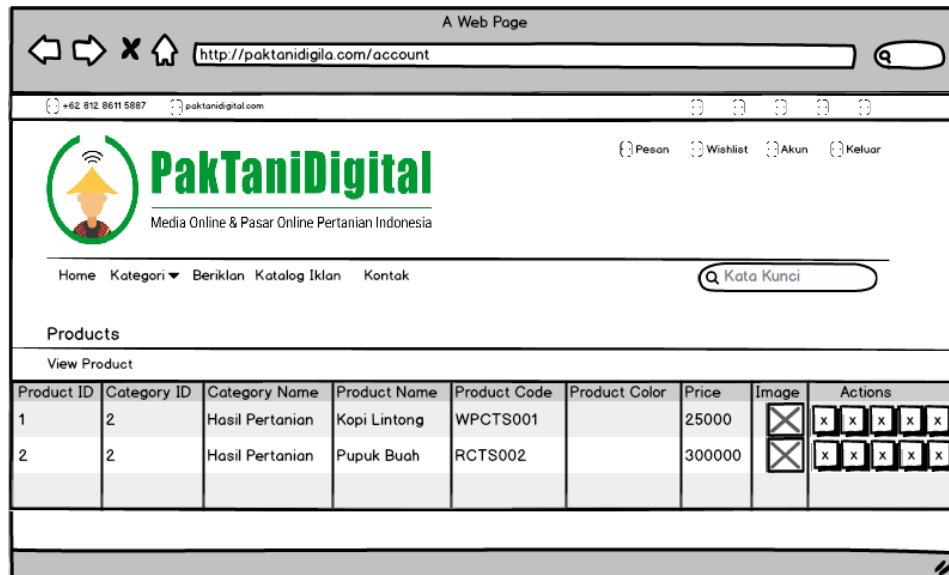 A Web Page
http://paktanidigila.com/account
+62 812 8611 5887 paktanidigital.com
Pesan Wishlist Akun Keluar
PakTaniDigital
Media Online & Pasar Online Pertanian Indonesia
Home Kategori Beriklan Katalog Iklan Kontak
Kata Kunci
Products
View Product
Product ID Category ID Category Name Product Name Product Code Product Color Price Image Actions
1 2 Hasil Pertanian Kopi Lintong WPCTS001 25000 x x x x x
2 2 Hasil Pertanian Pupuk Buah RCTS002 300000 x x x x x